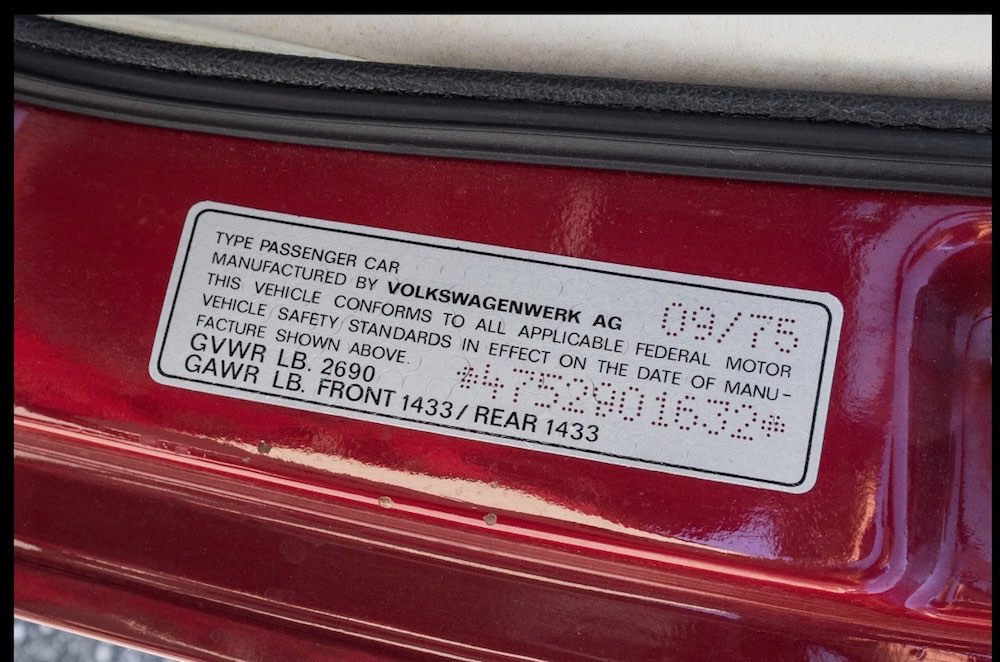 TYPE PASSENGER CAR
MANUFACTURED BY VOLKSWAGENWERK AG 09/75
THIS VEHICLE CONFORMS TO ALL APPLICABLE FEDERAL MOTOR
VEHICLE SAFETY STANDARDS IN EFFECT ON THE DATE OF MANU-
FACTURE SHOWN ABOVE.
GVWR LB. 2690 *4752901632*
GAWR LB. FRONT 1433/REAR 1433